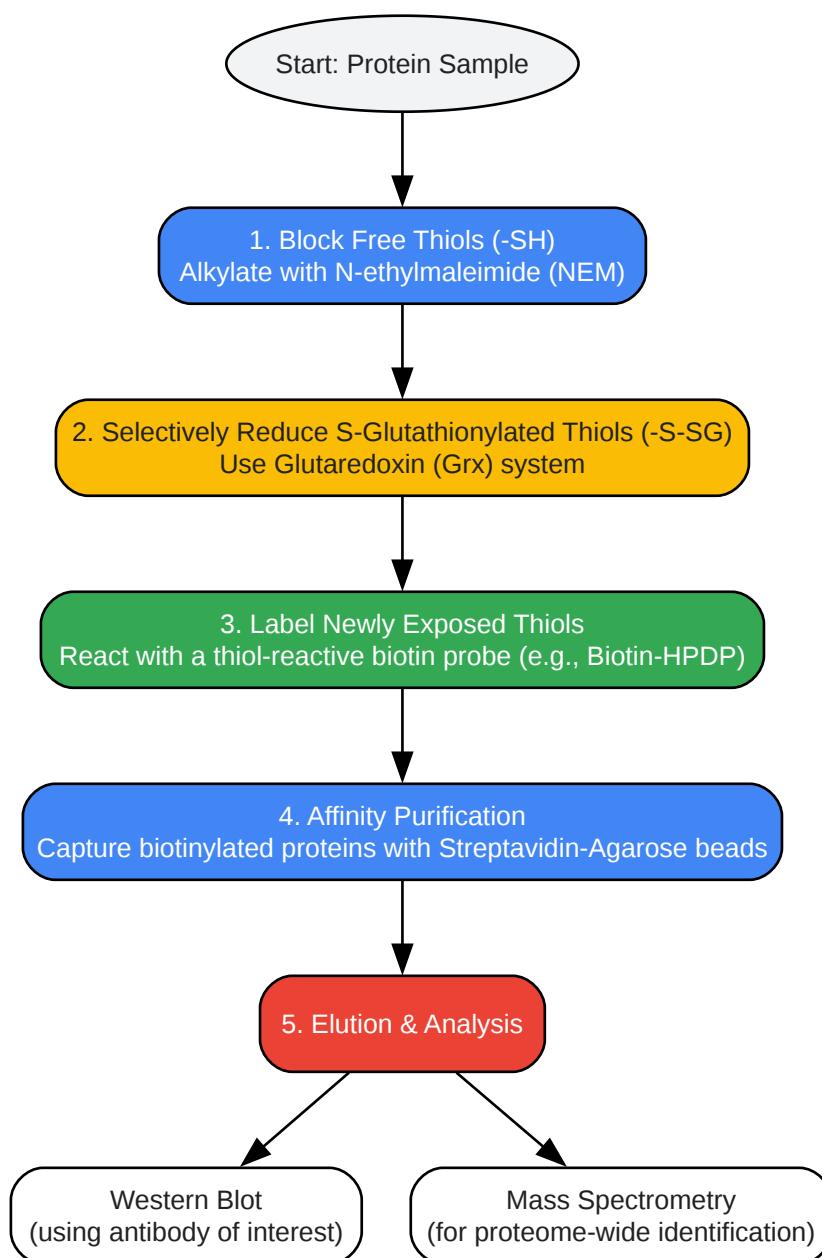 Start: Protein Sample
1. Block Free Thiols (-SH)
Alkylate with N-ethylmaleimide (NEM)
2. Selectively Reduce S-Glutathionylated Thiols (-S-SG)
Use Glutaredoxin (Grx) system
3. Label Newly Exposed Thiols
React with a thiol-reactive biotin probe (e.g., Biotin-HPDP)
4. Affinity Purification
Capture biotinylated proteins with Streptavidin-Agarose beads
5. Elution & Analysis
Western Blot
(using antibody of interest)
Mass Spectrometry
(for proteome-wide identification)